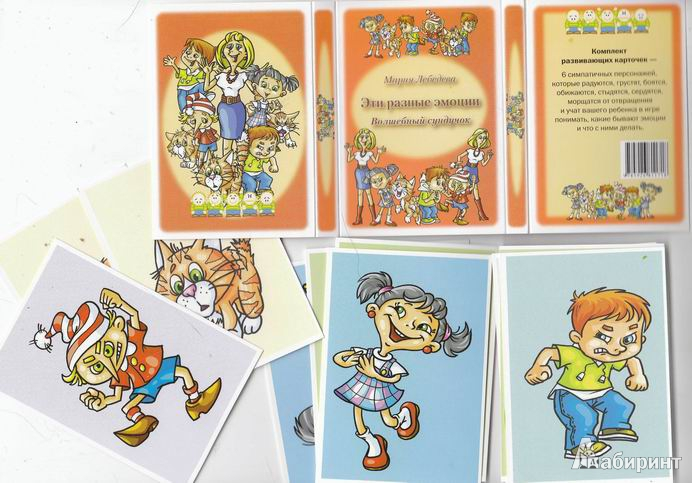 Мария Лебедева
Эти разные эмоции
Волшебный сундучок
Комплект
развивающих карточек —
6 симпатичных персонажей,
которые радуются, грустят, боятся,
обижаются, стыдятся, сердятся,
морщатся от отвращения
и учат вашего ребенка в игре
понимать, какие бывают эмоции
и что с ними делать.
Лабиринт